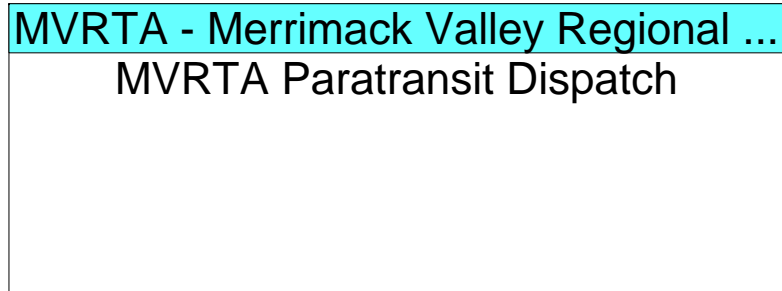 MVRTA - Merrimack Valley Regional ...
MVRTA Paratransit Dispatch